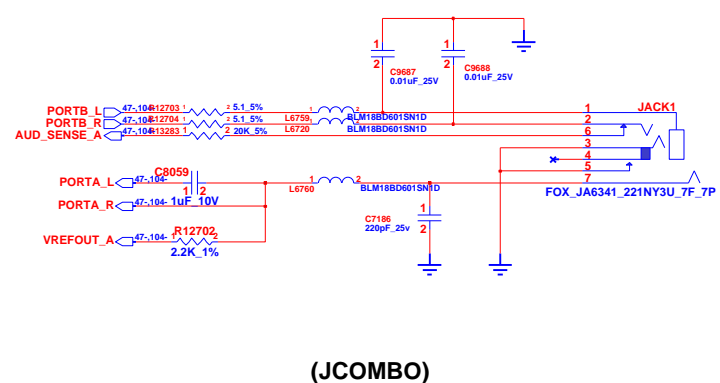 1
2
C9687
0.01uF_25V
1
2
C9688
0.01uF_25V
PORTB_L 47-,104- R12703 1 2 5.1_5% L6759 1 2 BLM18BD601SN1D 1 JACK1
PORTB_R 47-,104- R12704 1 2 5.1_5% L6720 1 2 BLM18BD601SN1D 2
AUD_SENSE_A 47-,104- R13283 1 2 20K_5% 6
3
4
5
PORTA_L 47-,104- C8059 1 2 1uF_10V L6760 1 2 BLM18BD601SN1D 7
FOX_JA6341_221NY3U_7F_7P
PORTA_R 47-,104-
C7186
220pF_25v
1
2
VREFOUT_A 47-,104- 1 R12702 2
2.2K_1%
(JCOMBO)